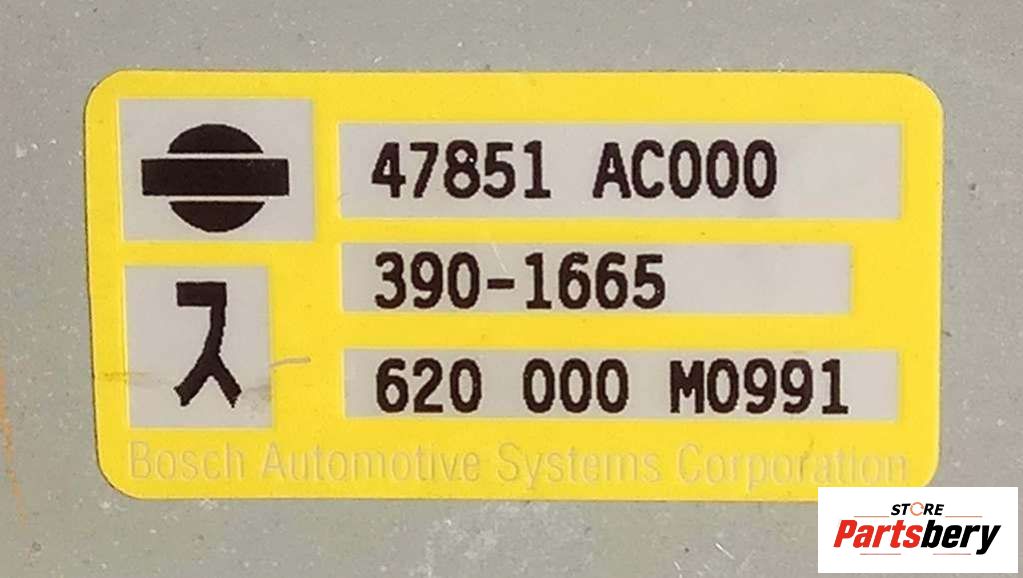 47851 AC000
390-1665
ス
620 000 M0991
Bosch Automotive Systems Corporation
STORE
Partsbery